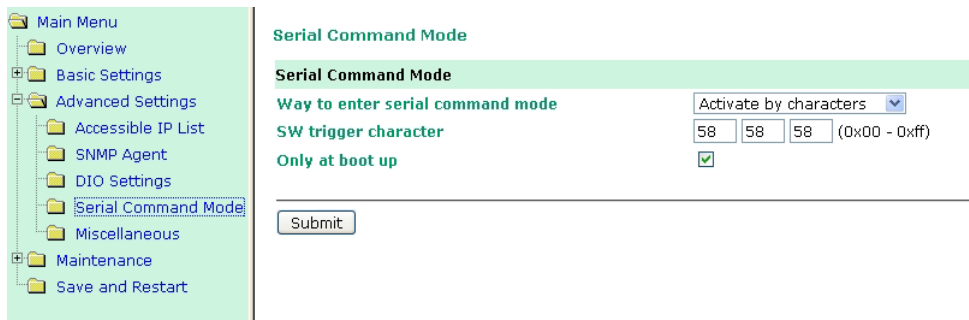 Main Menu
Overview
Basic Settings
Advanced Settings
Accessible IP List
SNMP Agent
DIO Settings
Serial Command Mode
Miscellaneous
Maintenance
Save and Restart
Serial Command Mode
Serial Command Mode
Way to enter serial command mode Activate by characters
SW trigger character 58 58 58 (0x00 - 0xff)
Only at boot up
Submit